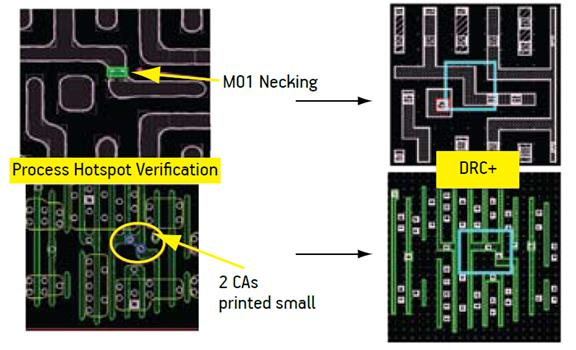 M01 Necking
Process Hotspot Verification
DRC+
2 CAs
printed small